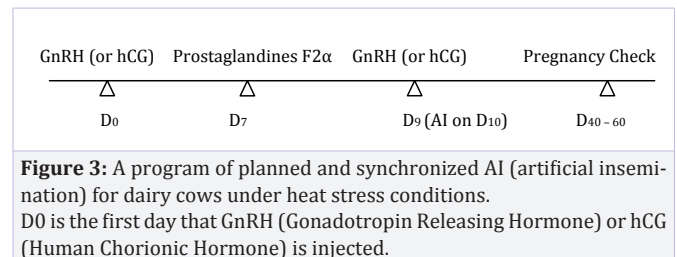 GnRH (or hCG) Prostaglandines F2α GnRH (or hCG) Pregnancy Check
D0 D7 D9 (AI on D10) D40 – 60
Figure 3: A program of planned and synchronized AI (artificial insemi-
nation) for dairy cows under heat stress conditions.
D0 is the first day that GnRH (Gonadotropin Releasing Hormone) or hCG
(Human Chorionic Hormone) is injected.